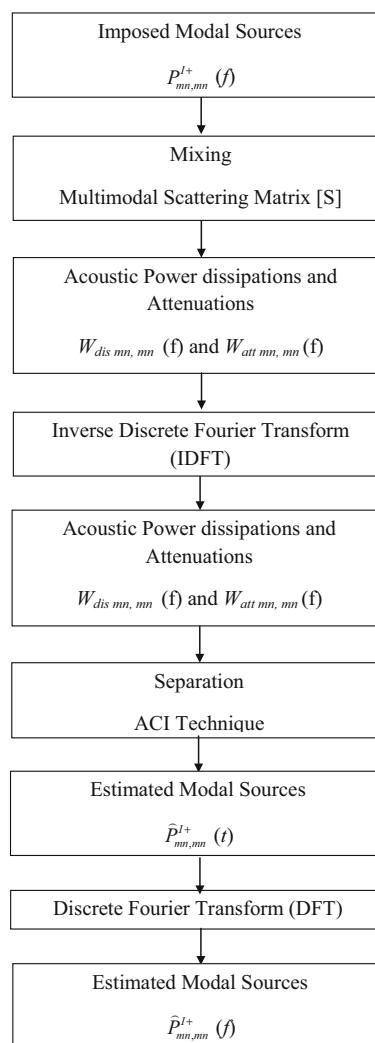 Imposed Modal Sources
P^{I+}_{mn,mn} (f)
Mixing
Multimodal Scattering Matrix [S]
Acoustic Power dissipations and
Attenuations
W_{dis mn, mn} (f) and W_{att mn, mn} (f)
Inverse Discrete Fourier Transform
(IDFT)
Acoustic Power dissipations and
Attenuations
W_{dis mn, mn} (f) and W_{att mn, mn} (f)
Separation
ACI Technique
Estimated Modal Sources
\widehat{P}^{I+}_{mn,mn} (t)
Discrete Fourier Transform (DFT)
Estimated Modal Sources
\widehat{P}^{I+}_{mn,mn} (f)